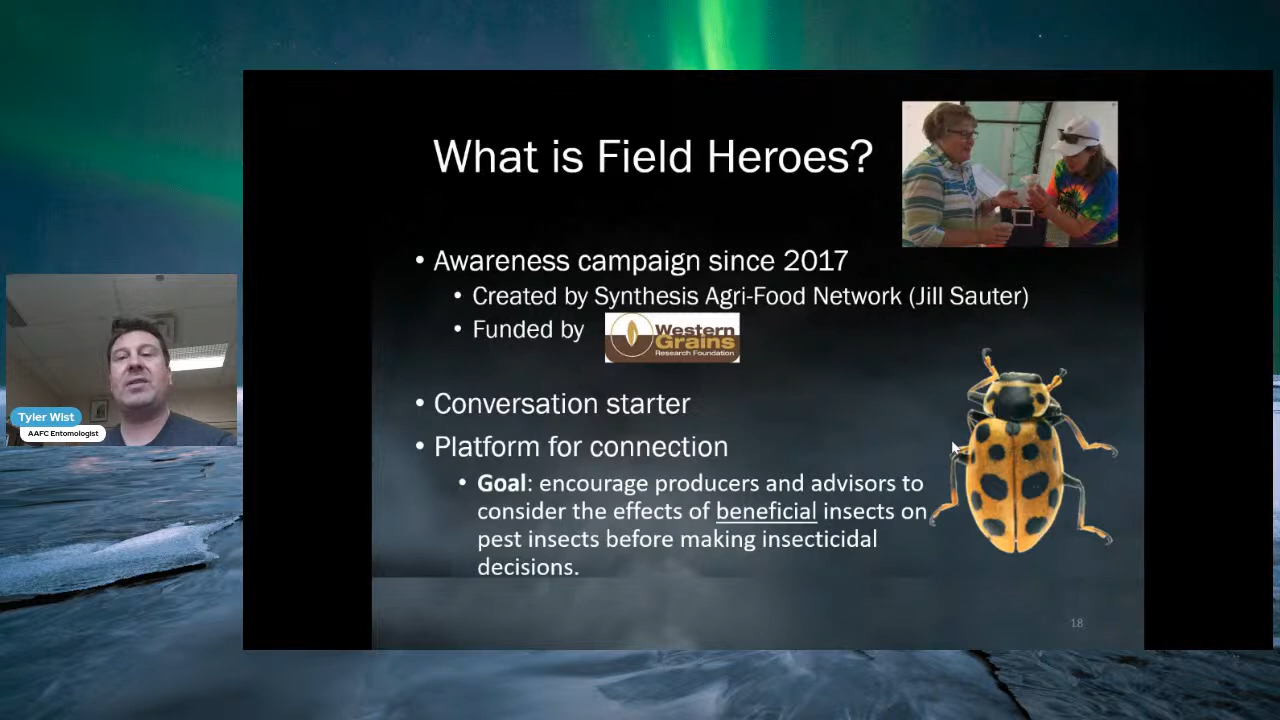 What is Field Heroes?
• Awareness campaign since 2017
• Created by Synthesis Agri-Food Network (Jill Sauter)
• Funded by
Western
Grains
Research Foundation
• Conversation starter
• Platform for connection
• Goal: encourage producers and advisors to
consider the effects of beneficial insects on
pest insects before making insecticidal
decisions.
18
Tyler Wist
AAFC Entomologist